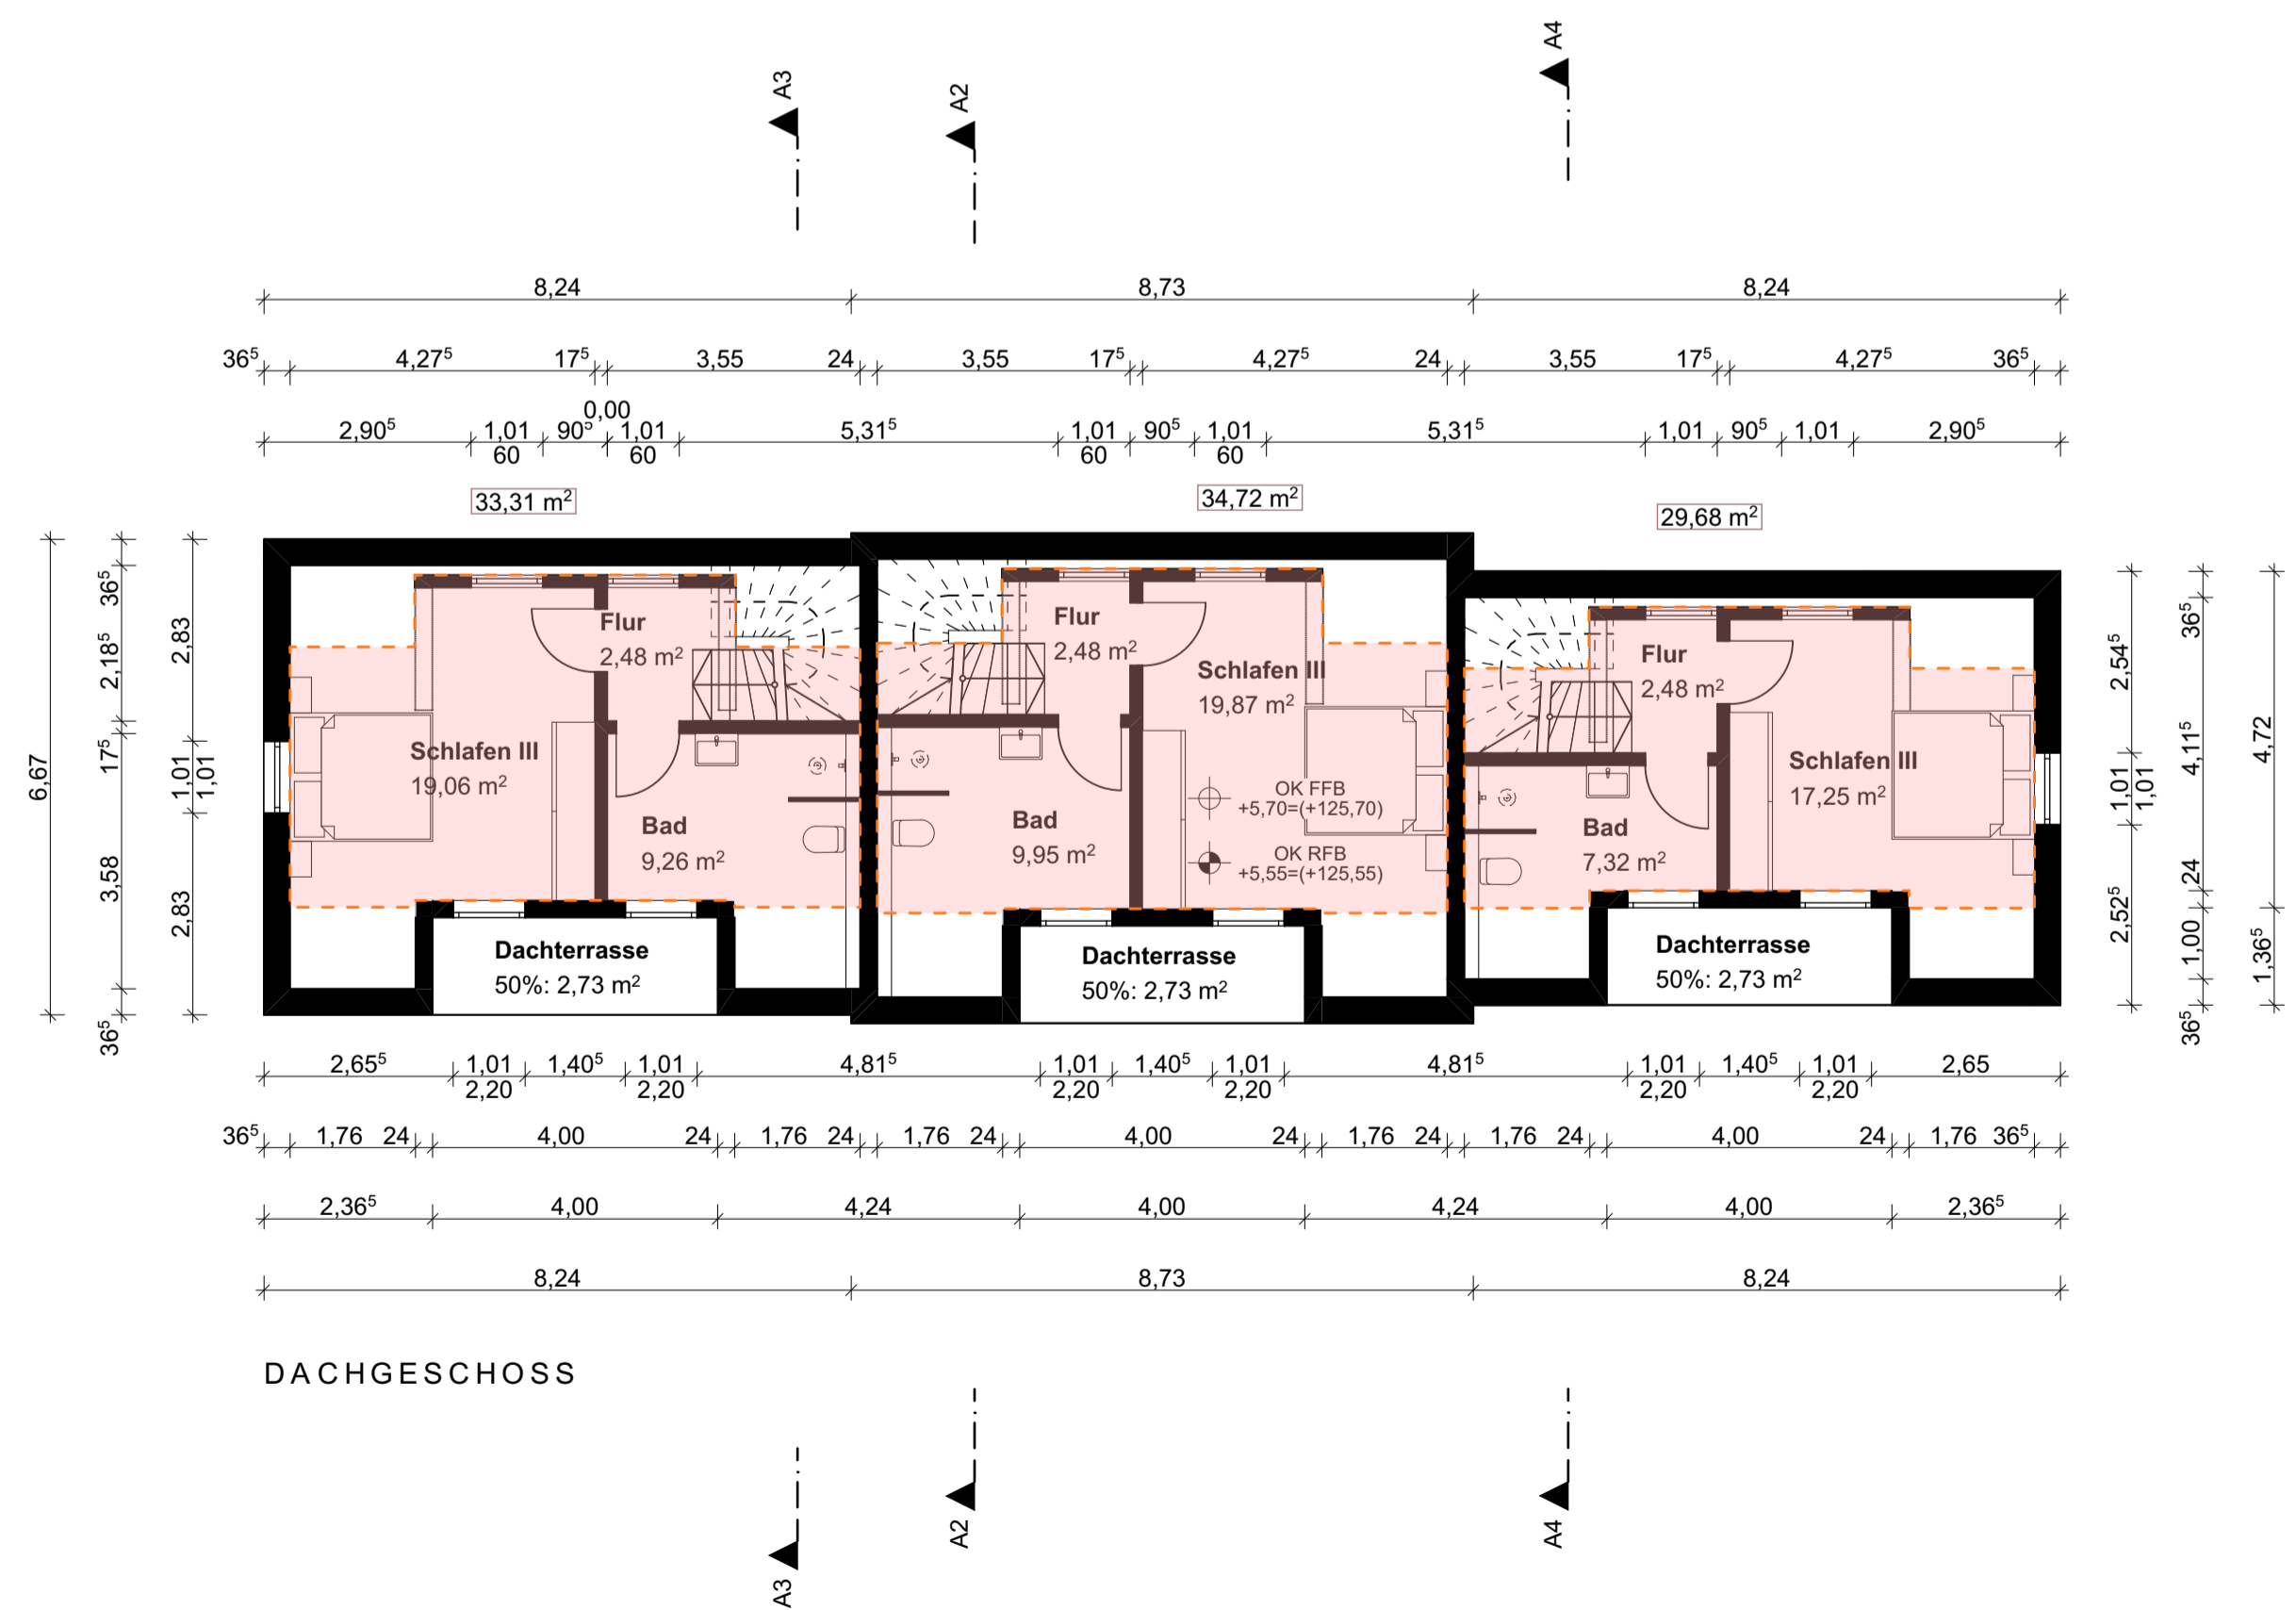 A4
A3
A2
8,24 8,73 8,24
36⁵ 4,27⁵ 17⁵ 3,55 24 3,55 17⁵ 4,27⁵ 24 3,55 17⁵ 4,27⁵ 36⁵
0,00
2,90⁵ 1,01 90⁵ 1,01 5,31⁵ 1,01 90⁵ 1,01 5,31⁵ 1,01 90⁵ 1,01 2,90⁵
60 60 60 60
33,31 m² 34,72 m² 29,68 m²
6,67
36⁵ 2,18⁵ 17⁵ 3,58 36⁵
2,83 1,01 2,83
1,01
Flur
2,48 m²
Schlafen III
19,06 m²
Bad
9,26 m²
Dachterrasse
50%: 2,73 m²
Flur
2,48 m²
Schlafen III
19,87 m²
OK FFB
+5,70=(+125,70)
OK RFB
+5,55=(+125,55)
Bad
9,95 m²
Dachterrasse
50%: 2,73 m²
Flur
2,48 m²
Schlafen III
17,25 m²
Bad
7,32 m²
Dachterrasse
50%: 2,73 m²
2,54⁵ 1,01 2,52⁵
1,01
36⁵ 4,11⁵ 24 1,00 36⁵
4,72 1,36⁵
2,65⁵ 1,01 1,40⁵ 1,01 4,81⁵ 1,01 1,40⁵ 1,01 4,81⁵ 1,01 1,40⁵ 1,01 2,65
2,20 2,20 2,20 2,20 2,20 2,20
36⁵ 1,76 24 4,00 24 1,76 24 1,76 24 4,00 24 1,76 24 1,76 24 4,00 24 1,76 36⁵
2,36⁵ 4,00 4,24 4,00 4,24 4,00 2,36⁵
8,24 8,73 8,24
DACHGESCHOSS
A2 A4
A3